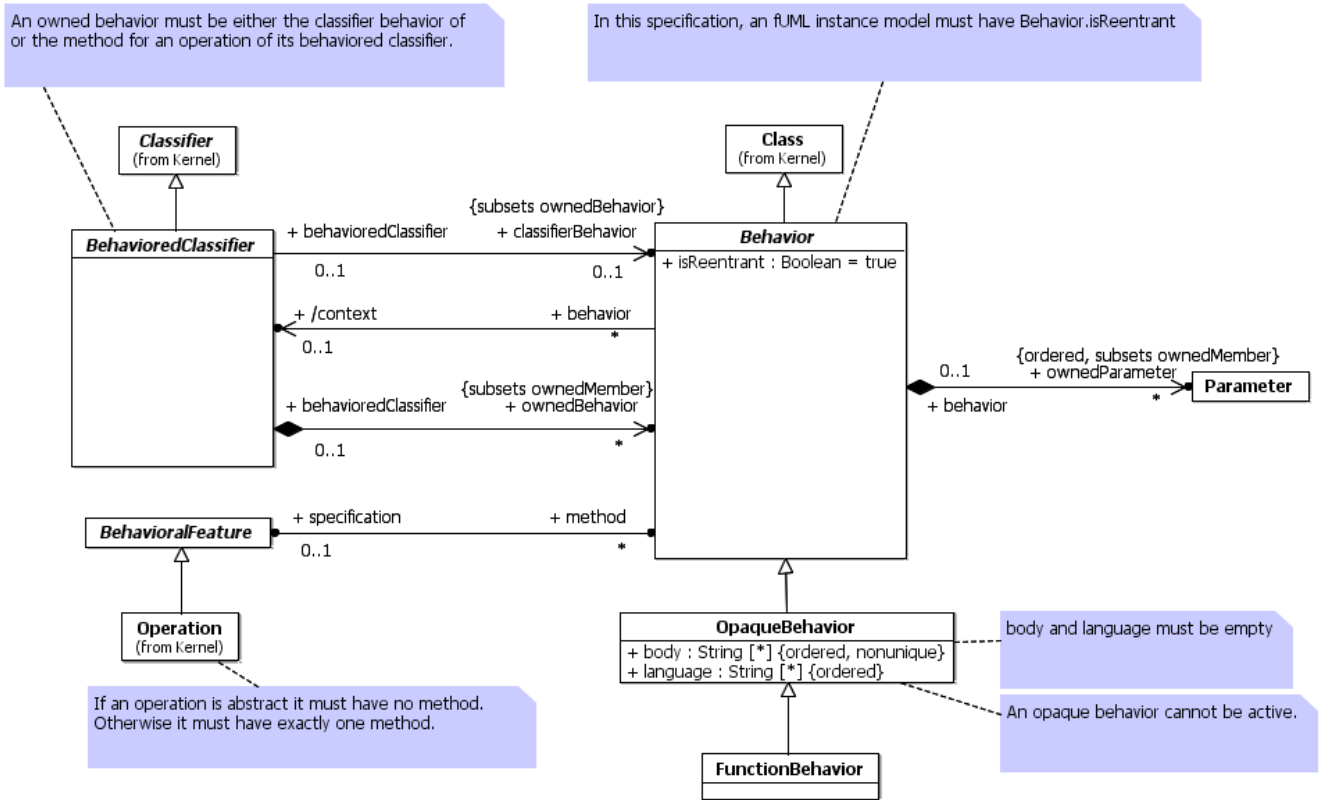 An owned behavior must be either the classifier behavior of
or the method for an operation of its behaviored classifier.
In this specification, an fUML instance model must have Behavior.isReentrant
Classifier
(from Kernel)
Class
(from Kernel)
BehavioredClassifier
+ behavioredClassifier
0..1
{subsets ownedBehavior}
+ classifierBehavior
0..1
Behavior
+ isReentrant : Boolean = true
+ /context
0..1
+ behavior
*
+ behavioredClassifier
0..1
{subsets ownedMember}
+ ownedBehavior
*
0..1
+ behavior
{ordered, subsets ownedMember}
+ ownedParameter
*
Parameter
BehavioralFeature
+ specification
0..1
+ method
*
Operation
(from Kernel)
OpaqueBehavior
+ body : String [*] {ordered, nonunique}
+ language : String [*] {ordered}
body and language must be empty
If an operation is abstract it must have no method.
Otherwise it must have exactly one method.
An opaque behavior cannot be active.
FunctionBehavior